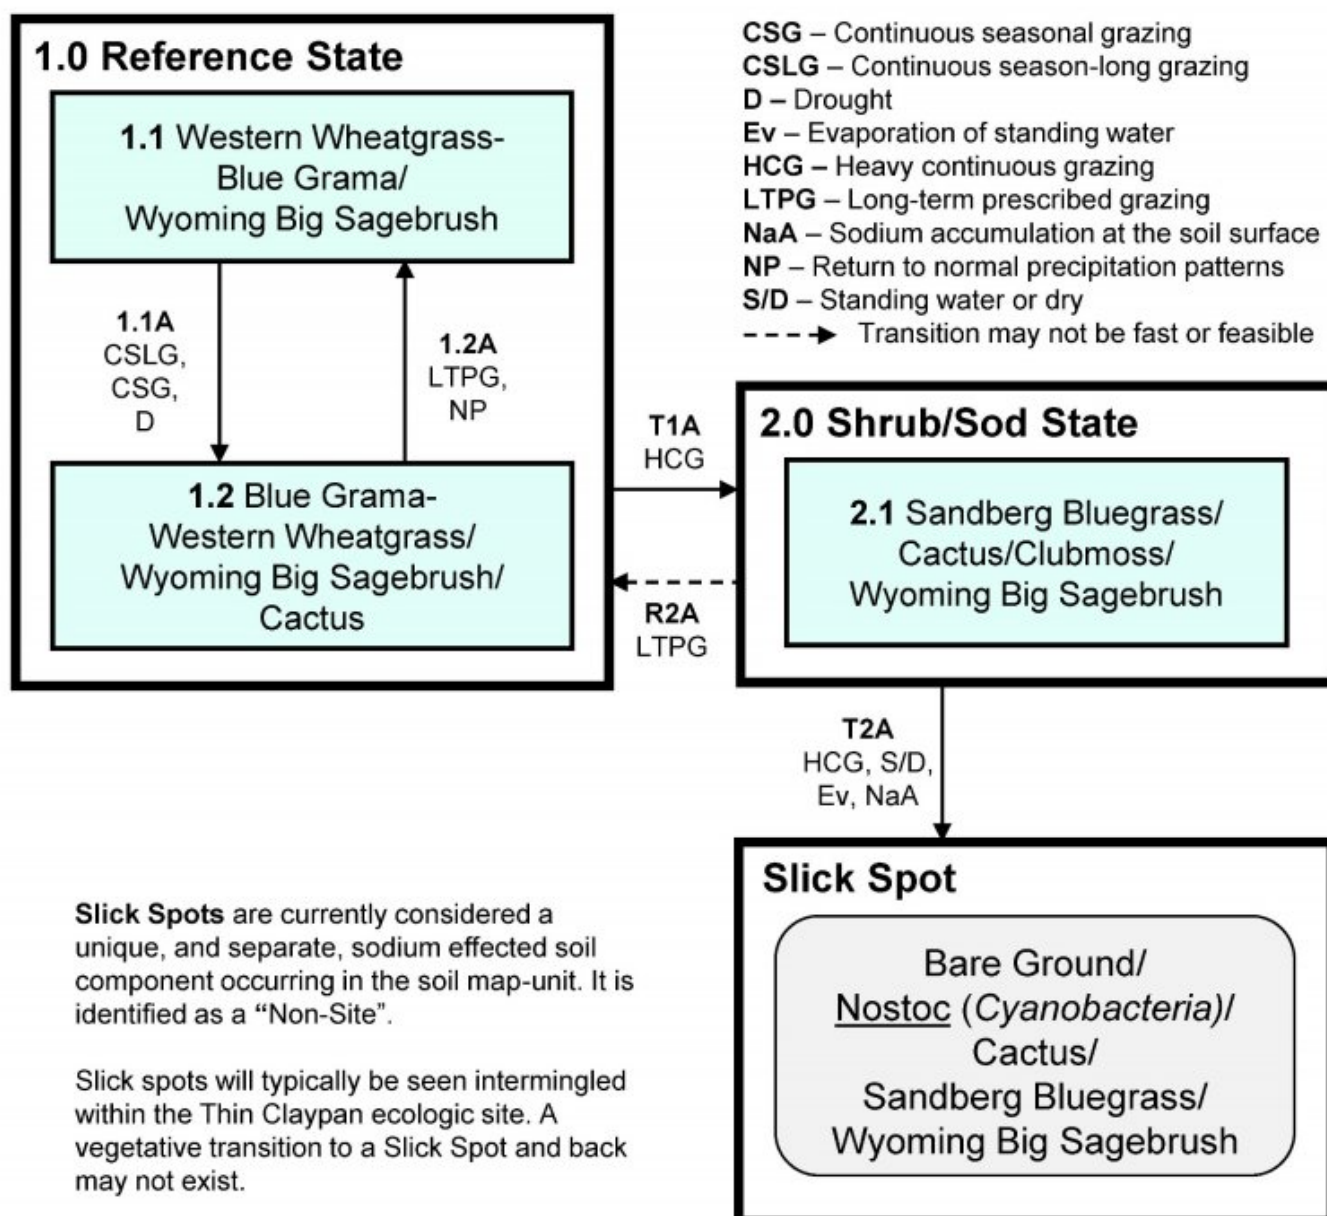 1.0 Reference State
1.1 Western Wheatgrass-
Blue Grama/
Wyoming Big Sagebrush
1.1A
CSLG,
CSG,
D
1.2A
LTPG,
NP
1.2 Blue Grama-
Western Wheatgrass/
Wyoming Big Sagebrush/
Cactus
CSG – Continuous seasonal grazing
CSLG – Continuous season-long grazing
D – Drought
Ev – Evaporation of standing water
HCG – Heavy continuous grazing
LTPG – Long-term prescribed grazing
NaA – Sodium accumulation at the soil surface
NP – Return to normal precipitation patterns
S/D – Standing water or dry
Transition may not be fast or feasible
T1A
HCG
R2A
LTPG
2.0 Shrub/Sod State
2.1 Sandberg Bluegrass/
Cactus/Clubmoss/
Wyoming Big Sagebrush
T2A
HCG, S/D,
Ev, NaA
Slick Spot
Bare Ground/
Nostoc (Cyanobacteria)/
Cactus/
Sandberg Bluegrass/
Wyoming Big Sagebrush
Slick Spots are currently considered a
unique, and separate, sodium effected soil
component occurring in the soil map-unit. It is
identified as a “Non-Site”.
Slick spots will typically be seen intermingled
within the Thin Claypan ecologic site. A
vegetative transition to a Slick Spot and back
may not exist.